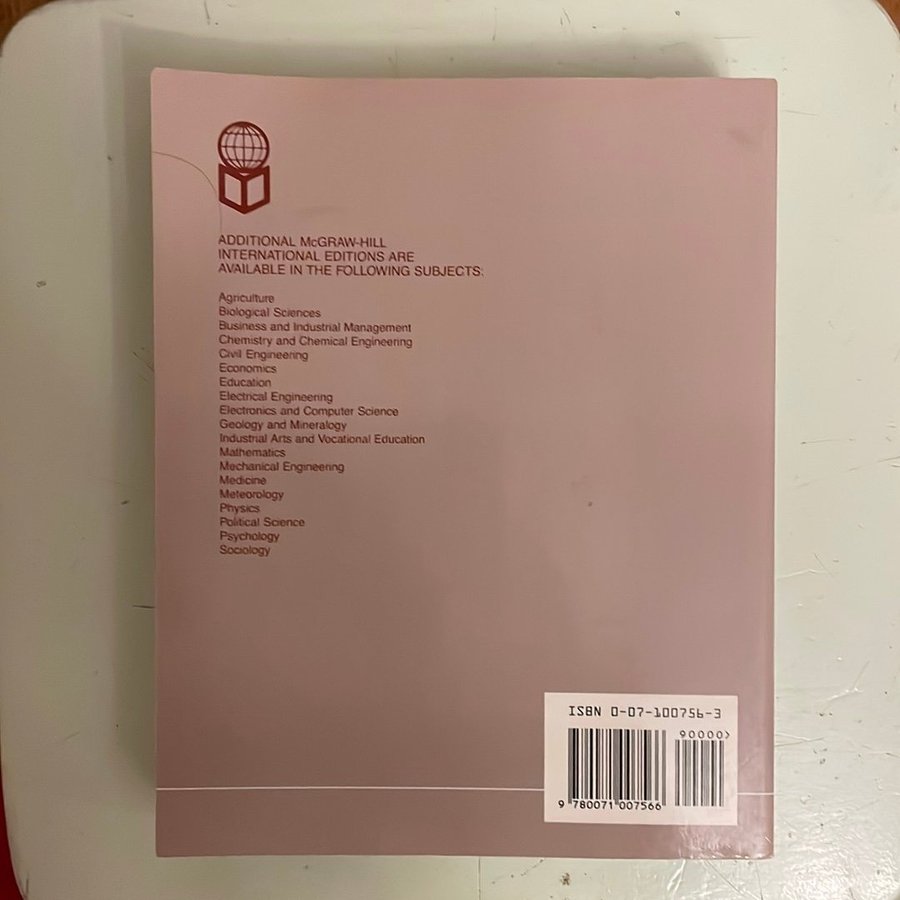 ADDITIONAL McGRAW-HILL
INTERNATIONAL EDITIONS ARE
AVAILABLE IN THE FOLLOWING SUBJECTS:
Agriculture
Biological Sciences
Business and Industrial Management
Chemistry and Chemical Engineering
Civil Engineering
Economics
Education
Electrical Engineering
Electronics and Computer Science
Geology and Mineralogy
Industrial Arts and Vocational Education
Mathematics
Mechanical Engineering
Medicine
Meteorology
Physics
Political Science
Psychology
Sociology
ISBN 0-07-100756-3
90000>
9 780071 007566